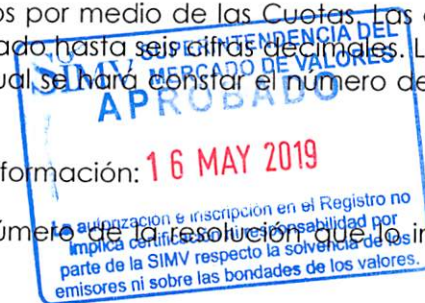 os por medio de las Cuotas. Las
SUPERINTENDENCIA DEL
ado hasta seis cifras decimales. L
SIMV MERCADO DE VALORES
ual se hará constar el número de
APROBADO
formación: 16 MAY 2019
La autorización e inscripción en el Registro no
úmero de la resolución que lo in
implica certificación ni responsabilidad por
parte de la SIMV respecto la solvencia de los
emisores ni sobre las bondades de los valores.